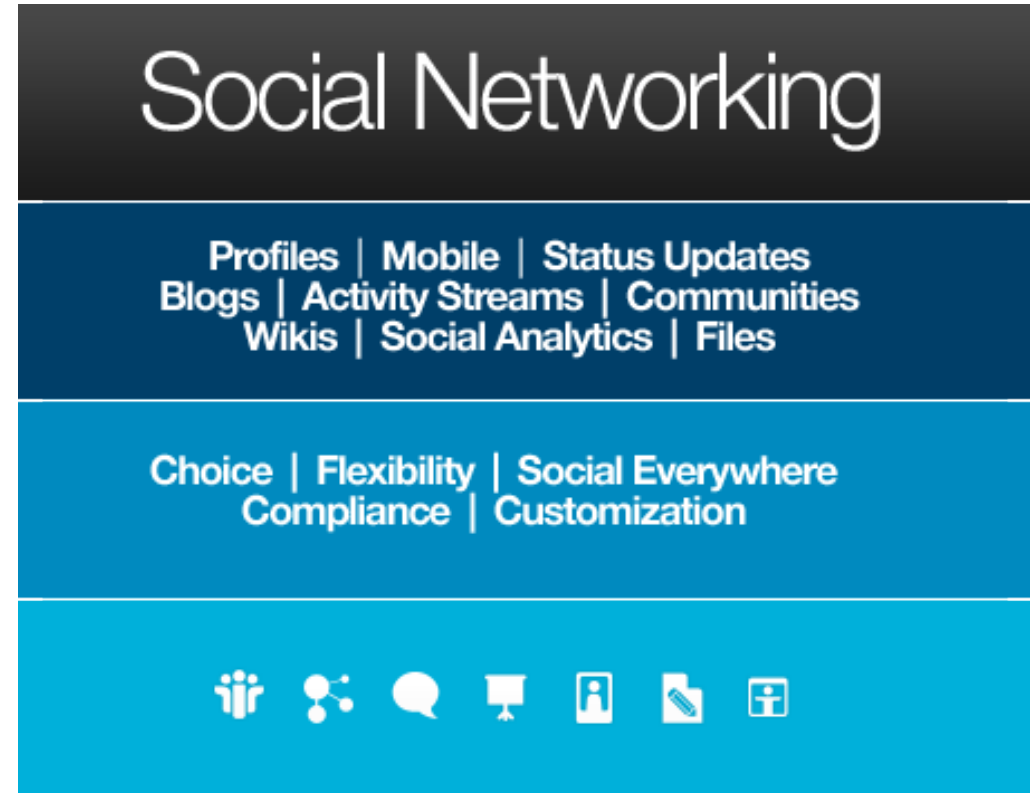 Social Networking
Profiles | Mobile | Status Updates
Blogs | Activity Streams | Communities
Wikis | Social Analytics | Files
Choice | Flexibility | Social Everywhere
Compliance | Customization